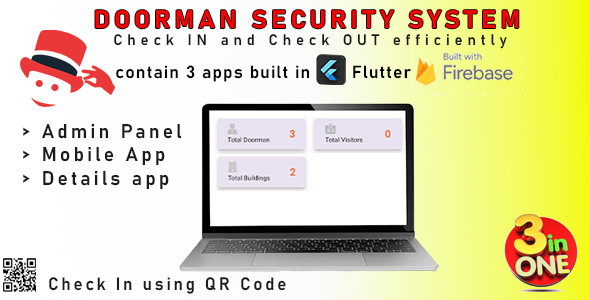 DOORMAN SECURITY SYSTEM
Check IN and Check OUT efficiently
contain 3 apps built in Flutter
Built with
Firebase
> Admin Panel
> Mobile App
> Details app
Total Doorman 3
Total Visitors 0
Total Buildings 2
3 in
ONE
Check In using QR Code